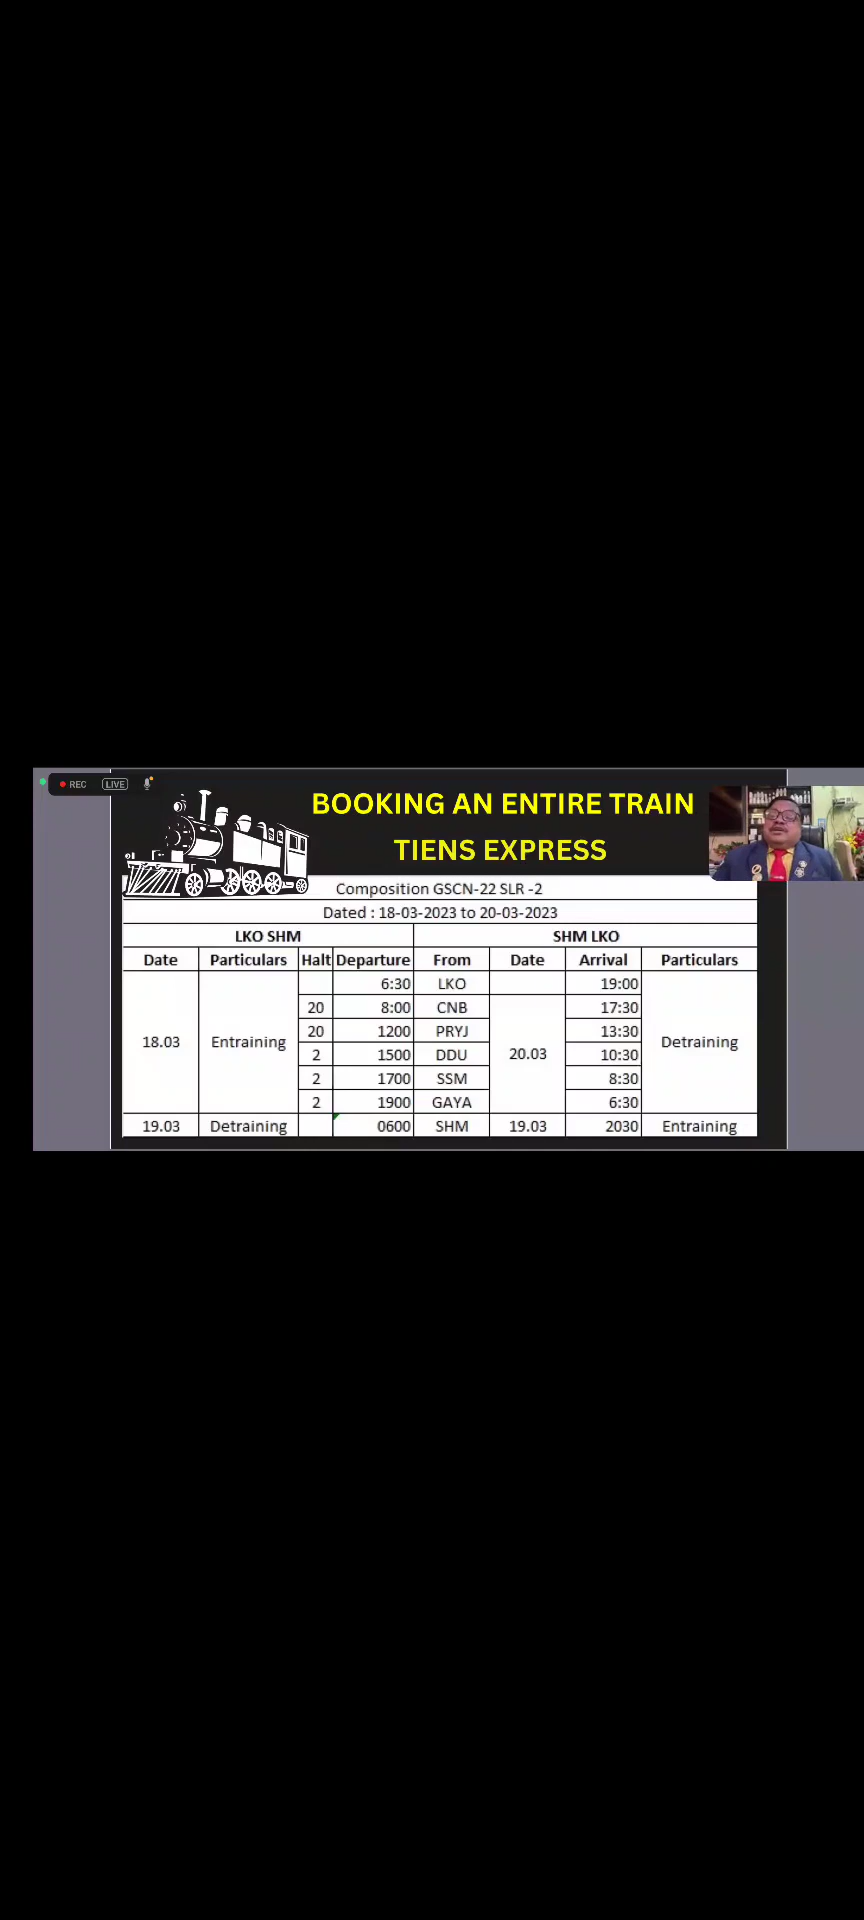 REC LIVE
BOOKING AN ENTIRE TRAIN
TIENS EXPRESS
Composition GSCN-22 SLR -2
Dated : 18-03-2023 to 20-03-2023
LKO SHM SHM LKO
Date Particulars Halt Departure From Date Arrival Particulars
6:30 LKO 19:00
20 8:00 CNB 17:30
20 1200 PRYJ 13:30
18.03 Entraining 2 1500 DDU 20.03 10:30 Detraining
2 1700 SSM 8:30
2 1900 GAYA 6:30
19.03 Detraining 0600 SHM 19.03 2030 Entraining